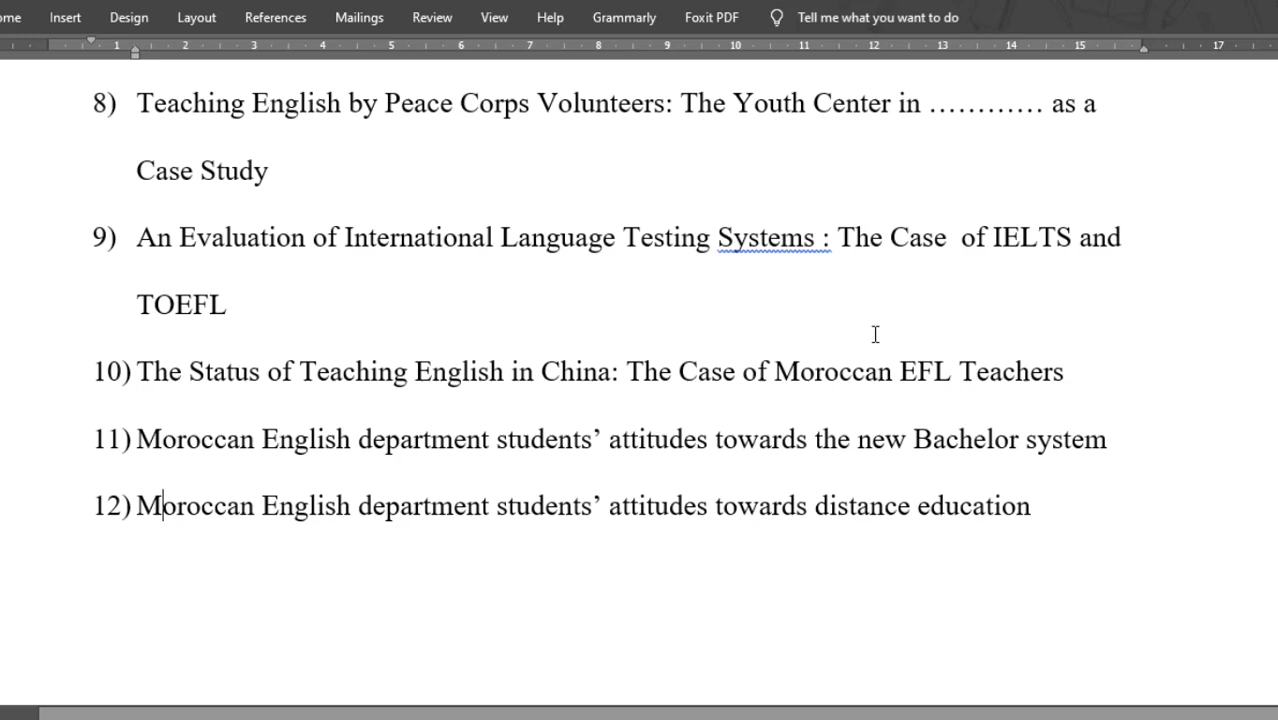 ome Insert Design Layout References Mailings Review View Help Grammarly Foxit PDF Tell me what you want to do
1 1 2 3 4 5 6 7 8 9 10 11 12 13 14 15 17
8) Teaching English by Peace Corps Volunteers: The Youth Center in ………… as a
Case Study
9) An Evaluation of International Language Testing Systems : The Case  of IELTS and
TOEFL
10) The Status of Teaching English in China: The Case of Moroccan EFL Teachers
11) Moroccan English department students’ attitudes towards the new Bachelor system
12) Moroccan English department students’ attitudes towards distance education